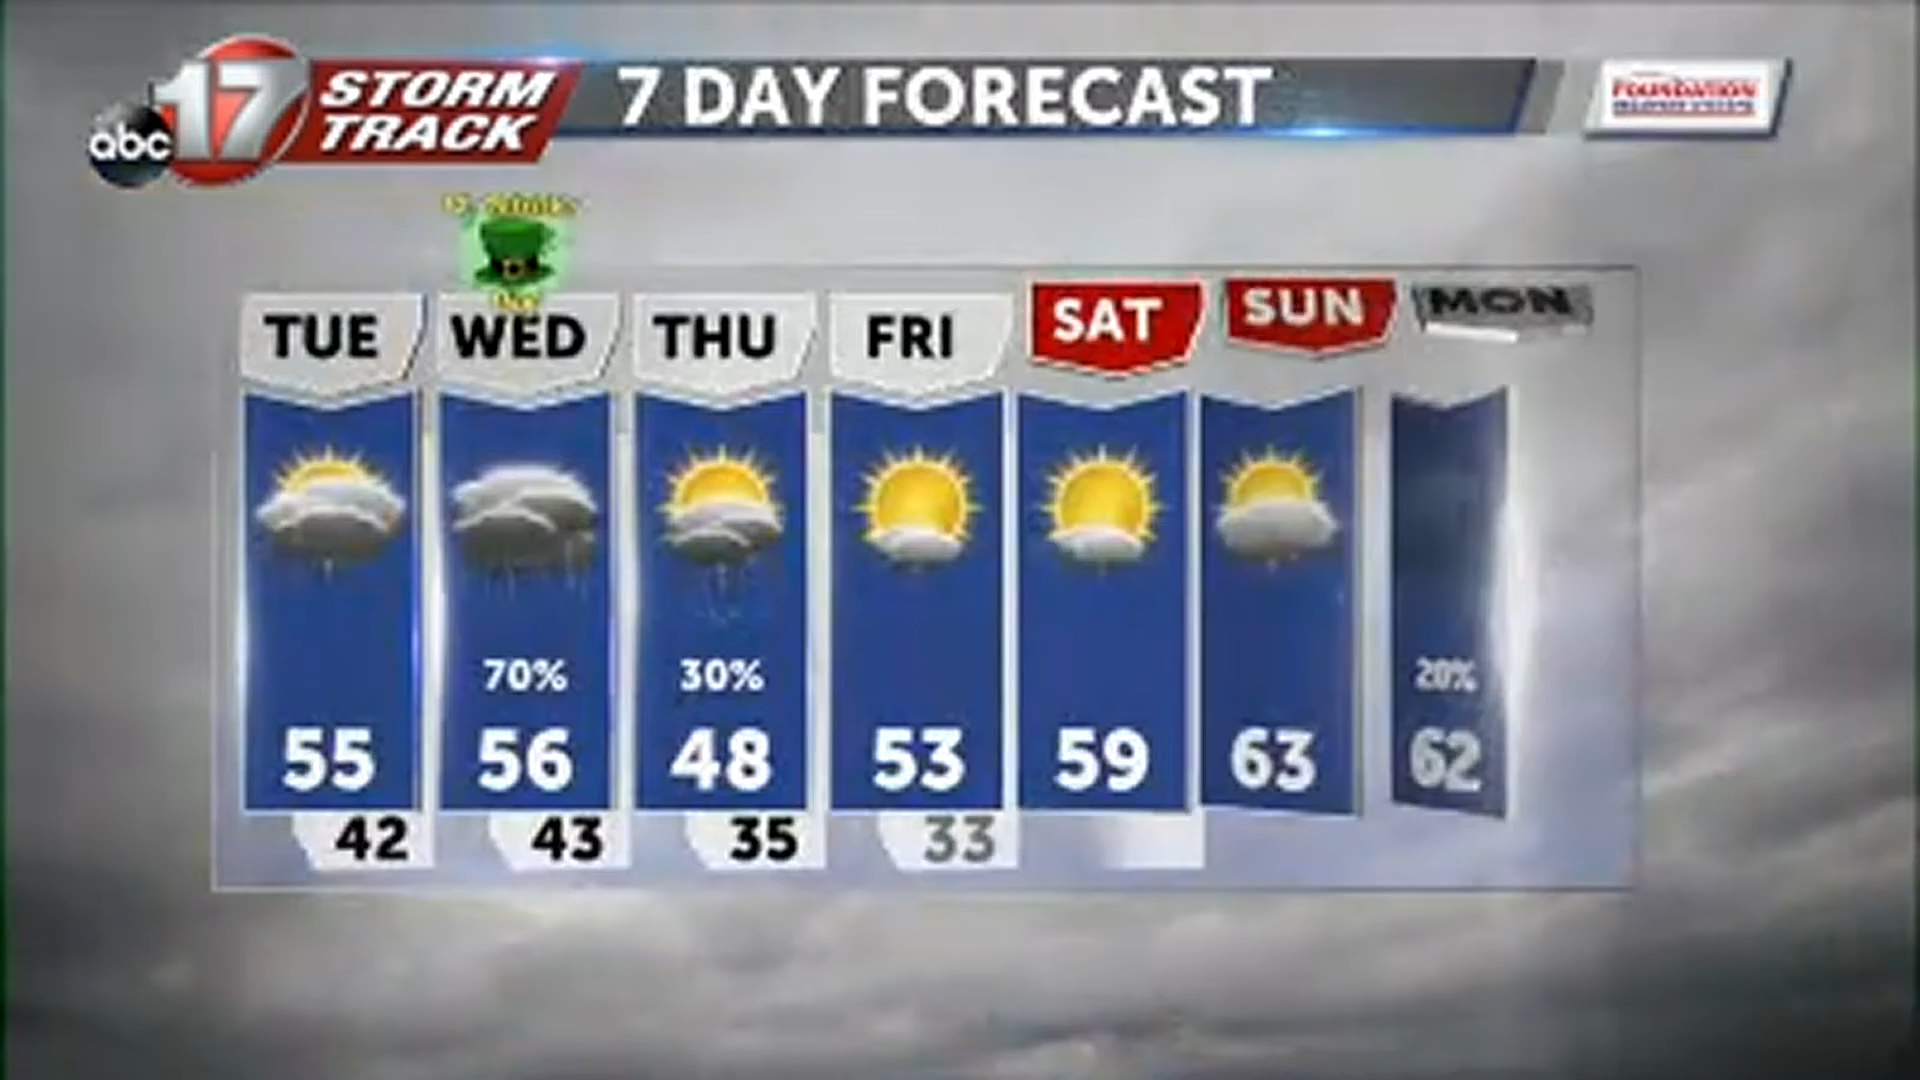 abc 17 STORM TRACK
7 DAY FORECAST
FOUNDATION
TUE WED THU FRI SAT SUN MON
70% 30% 20%
55 56 48 53 59 63 62
42 43 35 33